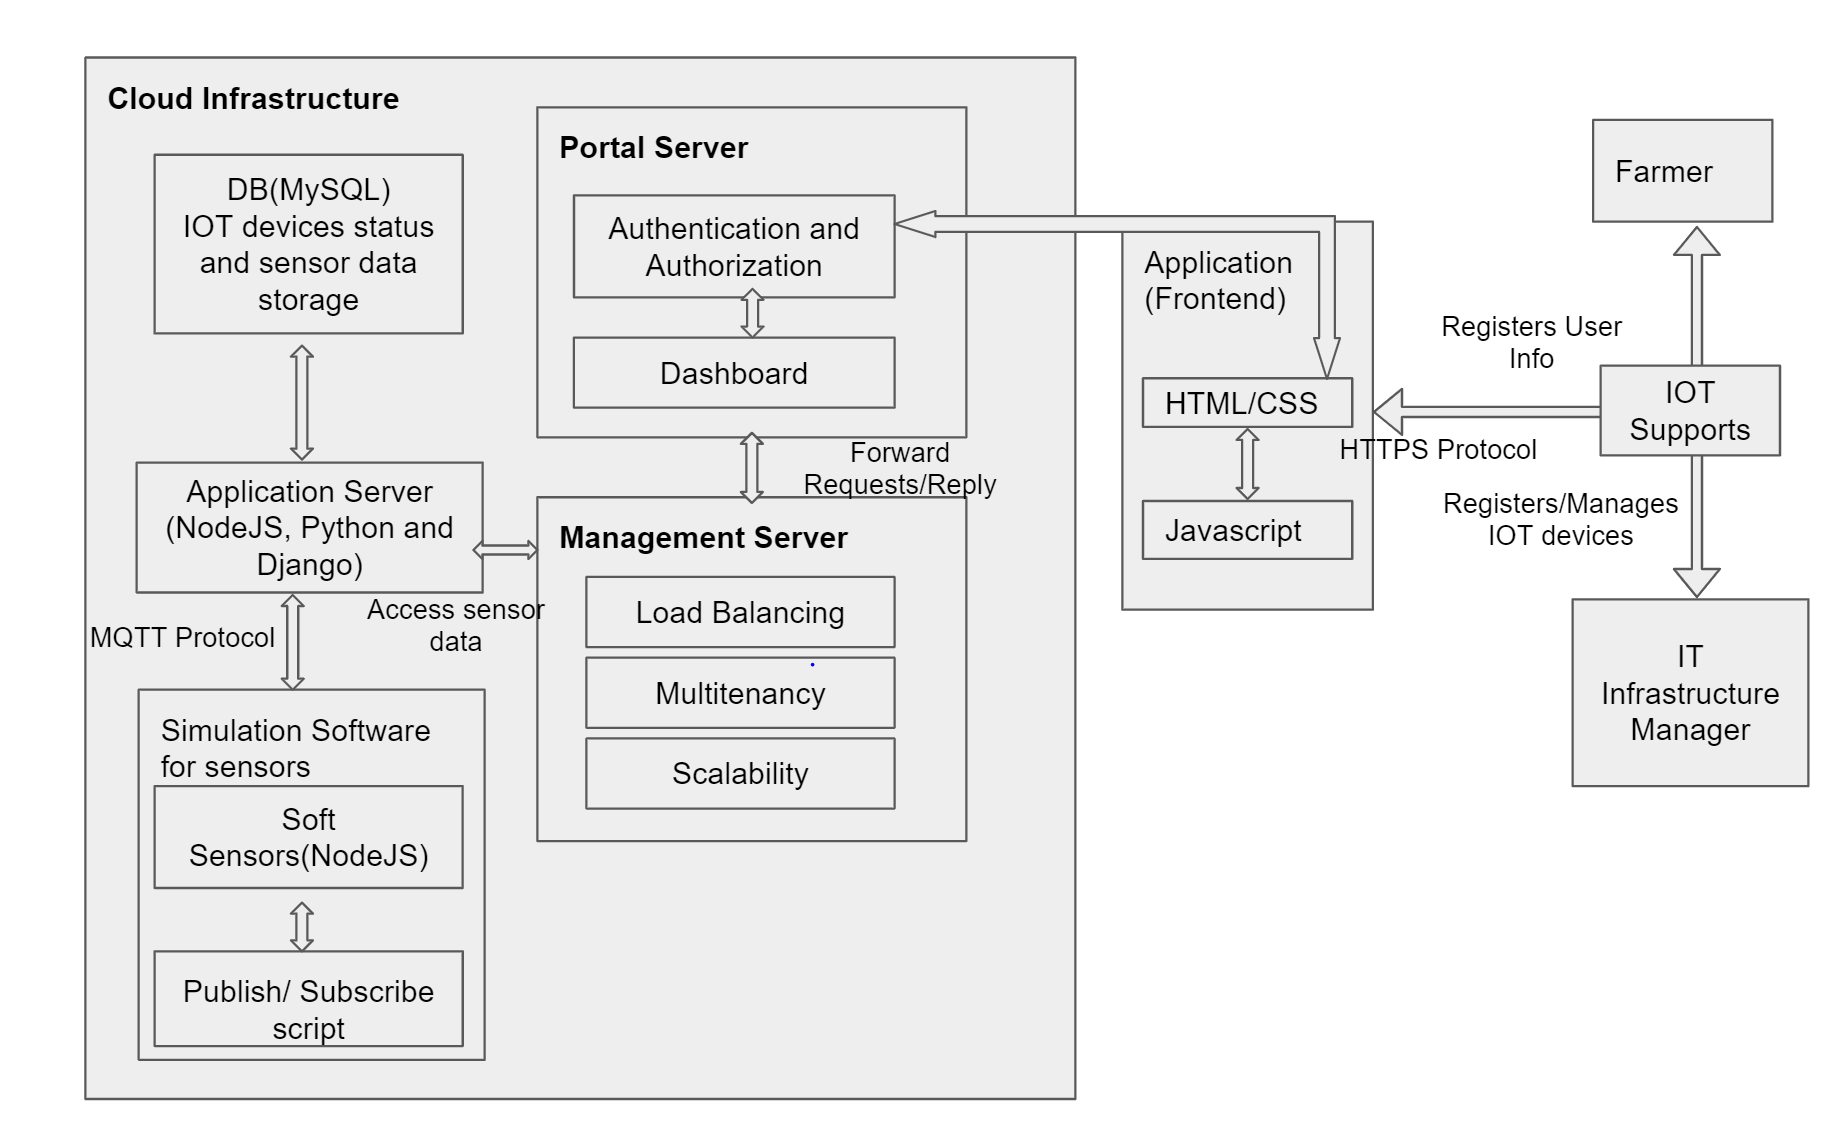 Cloud Infrastructure
DB(MySQL)
IOT devices status
and sensor data
storage
Application Server
(NodeJS, Python and
Django)
MQTT Protocol
Access sensor
data
Simulation Software
for sensors
Soft
Sensors(NodeJS)
Publish/ Subscribe
script
Portal Server
Authentication and
Authorization
Dashboard
Forward
Requests/Reply
Management Server
Load Balancing
Multitenancy
Scalability
Application
(Frontend)
HTML/CSS
Javascript
HTTPS Protocol
Registers User
Info
Registers/Manages
IOT devices
Farmer
IOT
Supports
IT
Infrastructure
Manager